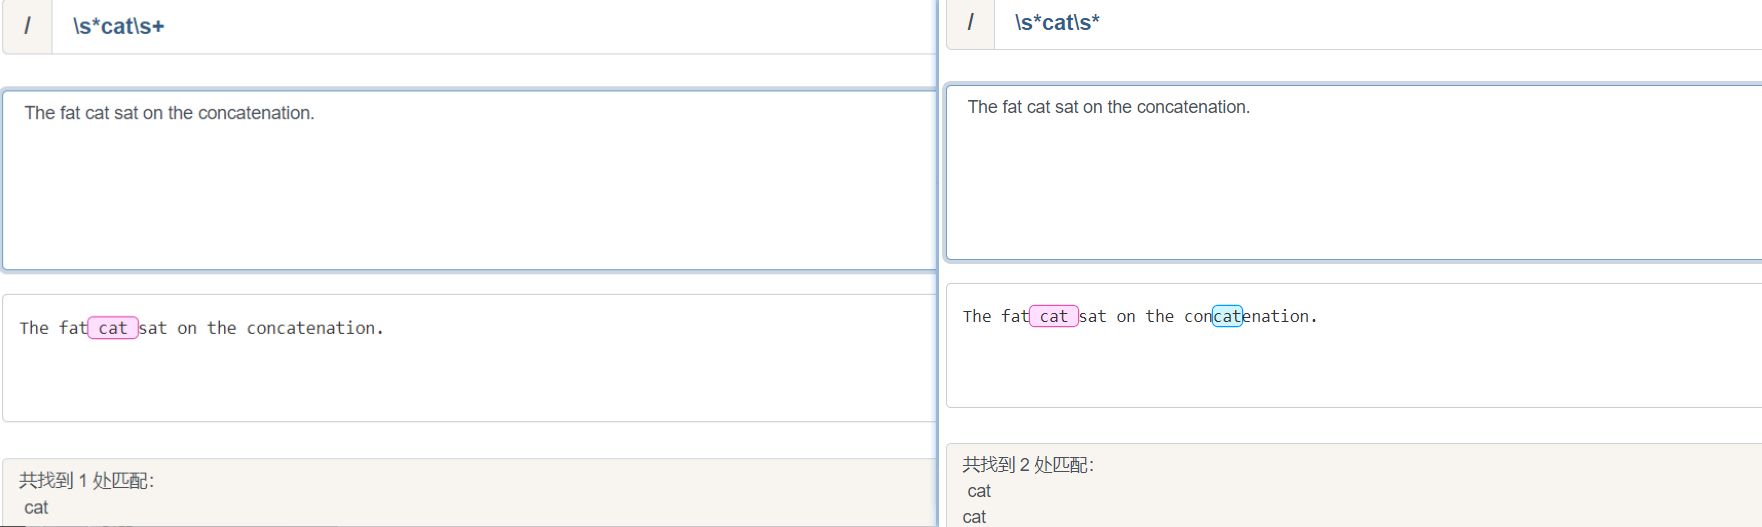 / \s*cat\s+
The fat cat sat on the concatenation.
The fat cat sat on the concatenation.
共找到 1 处匹配：
cat
/ \s*cat\s*
The fat cat sat on the concatenation.
The fat cat sat on the concatenation.
共找到 2 处匹配：
cat
cat